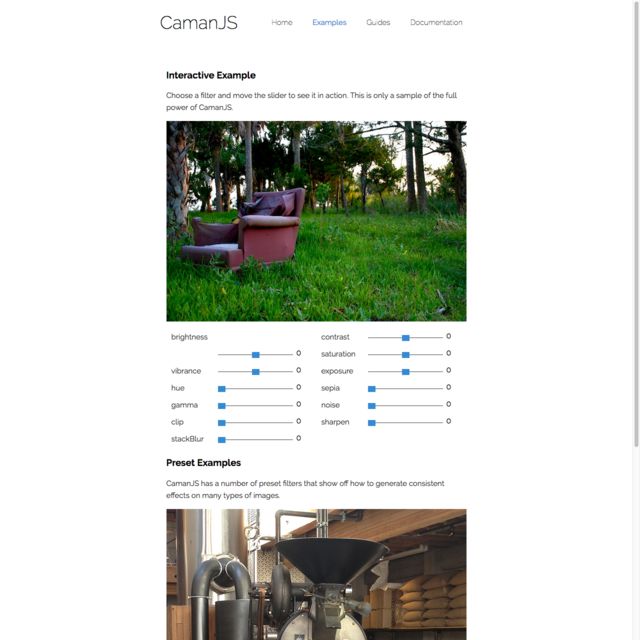 CamanJS
Home Examples Guides Documentation
Interactive Example
Choose a filter and move the slider to see it in action. This is only a sample of the full
power of CamanJS.
brightness 0 contrast 0
saturation 0
vibrance 0 exposure 0
hue 0 sepia 0
gamma 0 noise 0
clip 0 sharpen 0
stackBlur 0
Preset Examples
CamanJS has a number of preset filters that show off how to generate consistent
effects on many types of images.